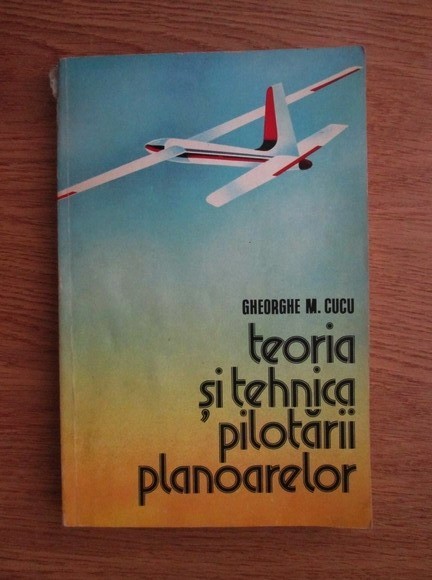 GHEORGHE M. CUCU
teoria
și tehnica
pilotării
planoarelor